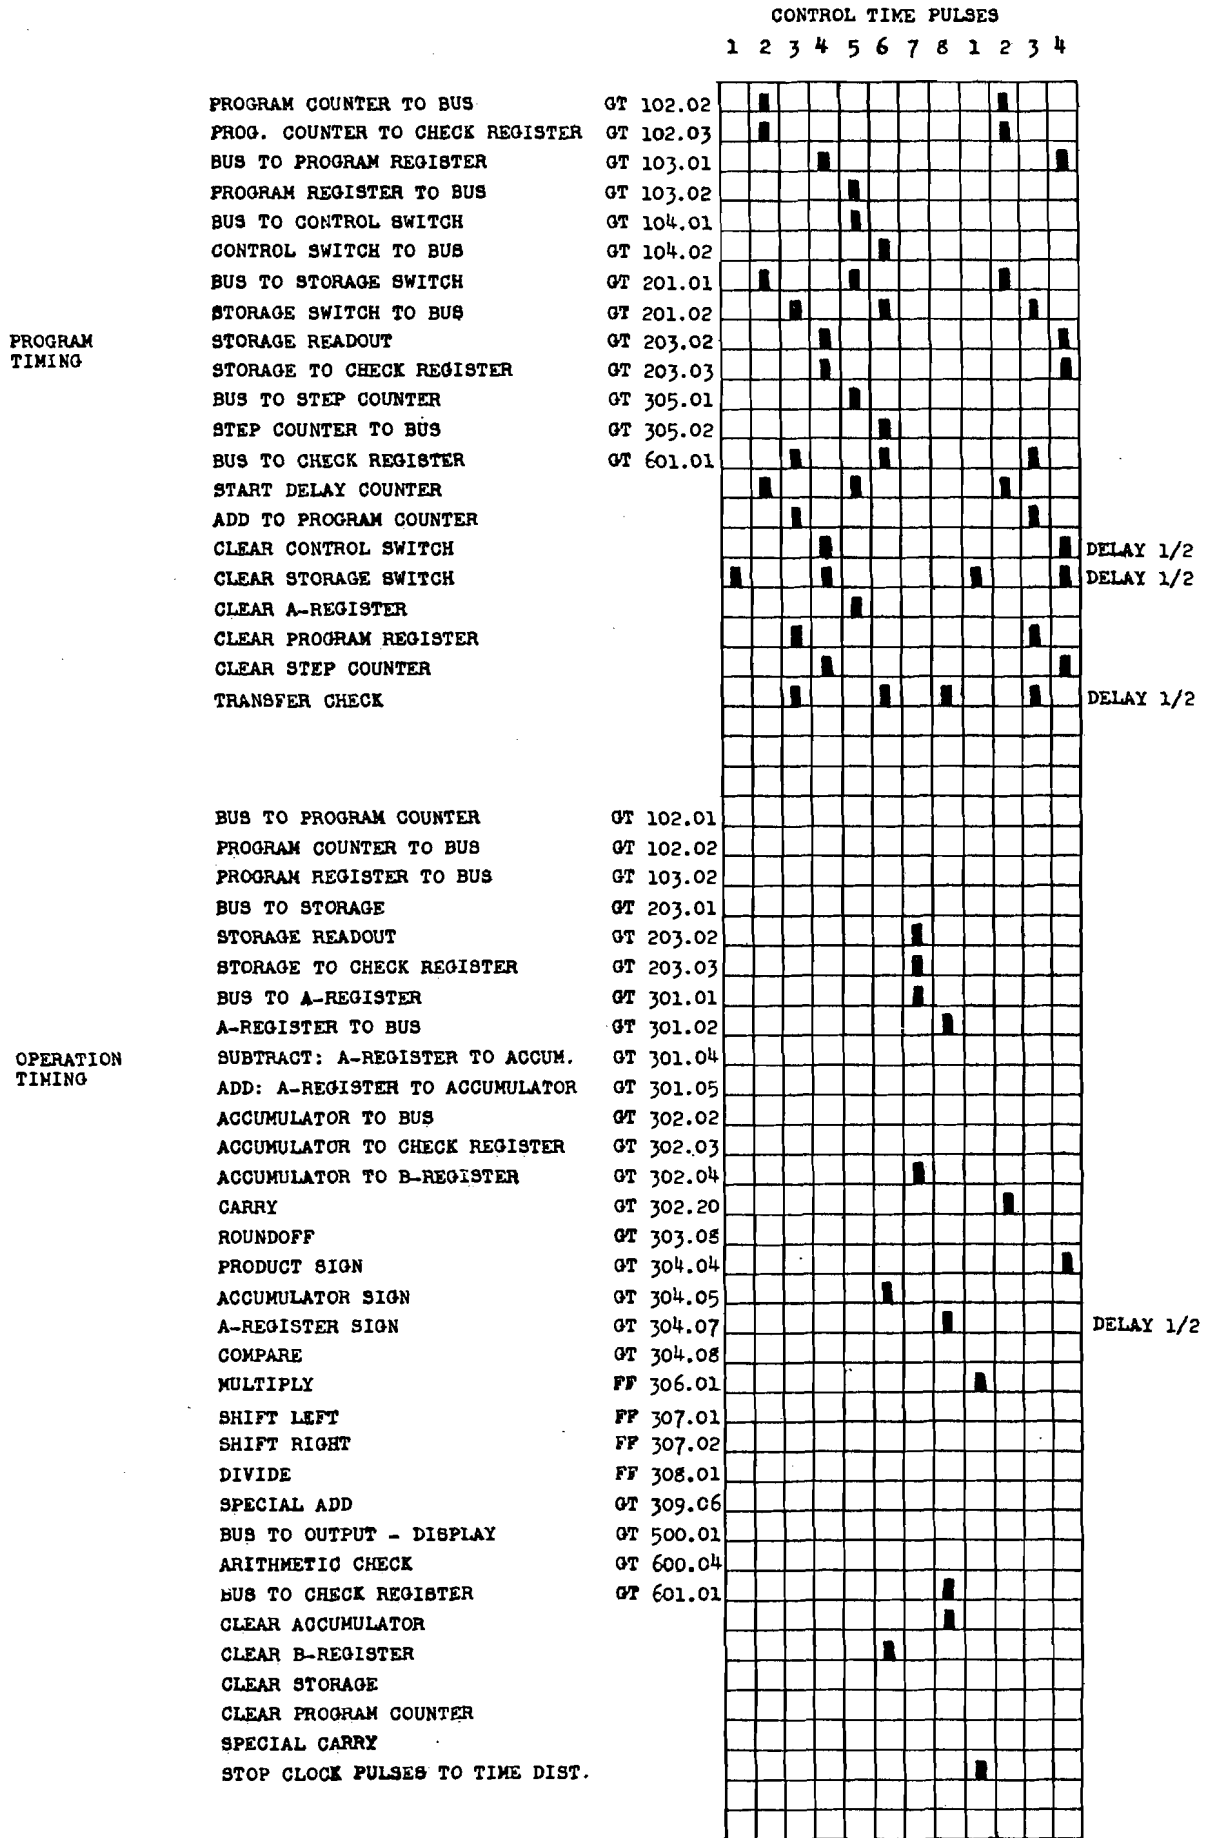 CONTROL TIME PULSES
1 2 3 4 5 6 7 8 1 2 3 4
PROGRAM COUNTER TO BUS GT 102.02
PROG. COUNTER TO CHECK REGISTER GT 102.03
BUS TO PROGRAM REGISTER GT 103.01
PROGRAM REGISTER TO BUS GT 103.02
BUS TO CONTROL SWITCH GT 104.01
CONTROL SWITCH TO BUS GT 104.02
BUS TO STORAGE SWITCH GT 201.01
STORAGE SWITCH TO BUS GT 201.02
PROGRAM TIMING
STORAGE READOUT GT 203.02
STORAGE TO CHECK REGISTER GT 203.03
BUS TO STEP COUNTER GT 305.01
STEP COUNTER TO BUS GT 305.02
BUS TO CHECK REGISTER GT 601.01
START DELAY COUNTER
ADD TO PROGRAM COUNTER
CLEAR CONTROL SWITCH DELAY 1/2
CLEAR STORAGE SWITCH DELAY 1/2
CLEAR A-REGISTER
CLEAR PROGRAM REGISTER
CLEAR STEP COUNTER
TRANSFER CHECK DELAY 1/2
BUS TO PROGRAM COUNTER GT 102.01
PROGRAM COUNTER TO BUS GT 102.02
PROGRAM REGISTER TO BUS GT 103.02
BUS TO STORAGE GT 203.01
STORAGE READOUT GT 203.02
STORAGE TO CHECK REGISTER GT 203.03
BUS TO A-REGISTER GT 301.01
A-REGISTER TO BUS GT 301.02
OPERATION TIMING
SUBTRACT: A-REGISTER TO ACCUM. GT 301.04
ADD: A-REGISTER TO ACCUMULATOR GT 301.05
ACCUMULATOR TO BUS GT 302.02
ACCUMULATOR TO CHECK REGISTER GT 302.03
ACCUMULATOR TO B-REGISTER GT 302.04
CARRY GT 302.20
ROUNDOFF GT 303.08
PRODUCT SIGN GT 304.04
ACCUMULATOR SIGN GT 304.05
A-REGISTER SIGN GT 304.07 DELAY 1/2
COMPARE GT 304.08
MULTIPLY FF 306.01
SHIFT LEFT FF 307.01
SHIFT RIGHT FF 307.02
DIVIDE FF 308.01
SPECIAL ADD GT 309.06
BUS TO OUTPUT - DISPLAY GT 500.01
ARITHMETIC CHECK GT 600.04
BUS TO CHECK REGISTER GT 601.01
CLEAR ACCUMULATOR
CLEAR B-REGISTER
CLEAR STORAGE
CLEAR PROGRAM COUNTER
SPECIAL CARRY
STOP CLOCK PULSES TO TIME DIST.